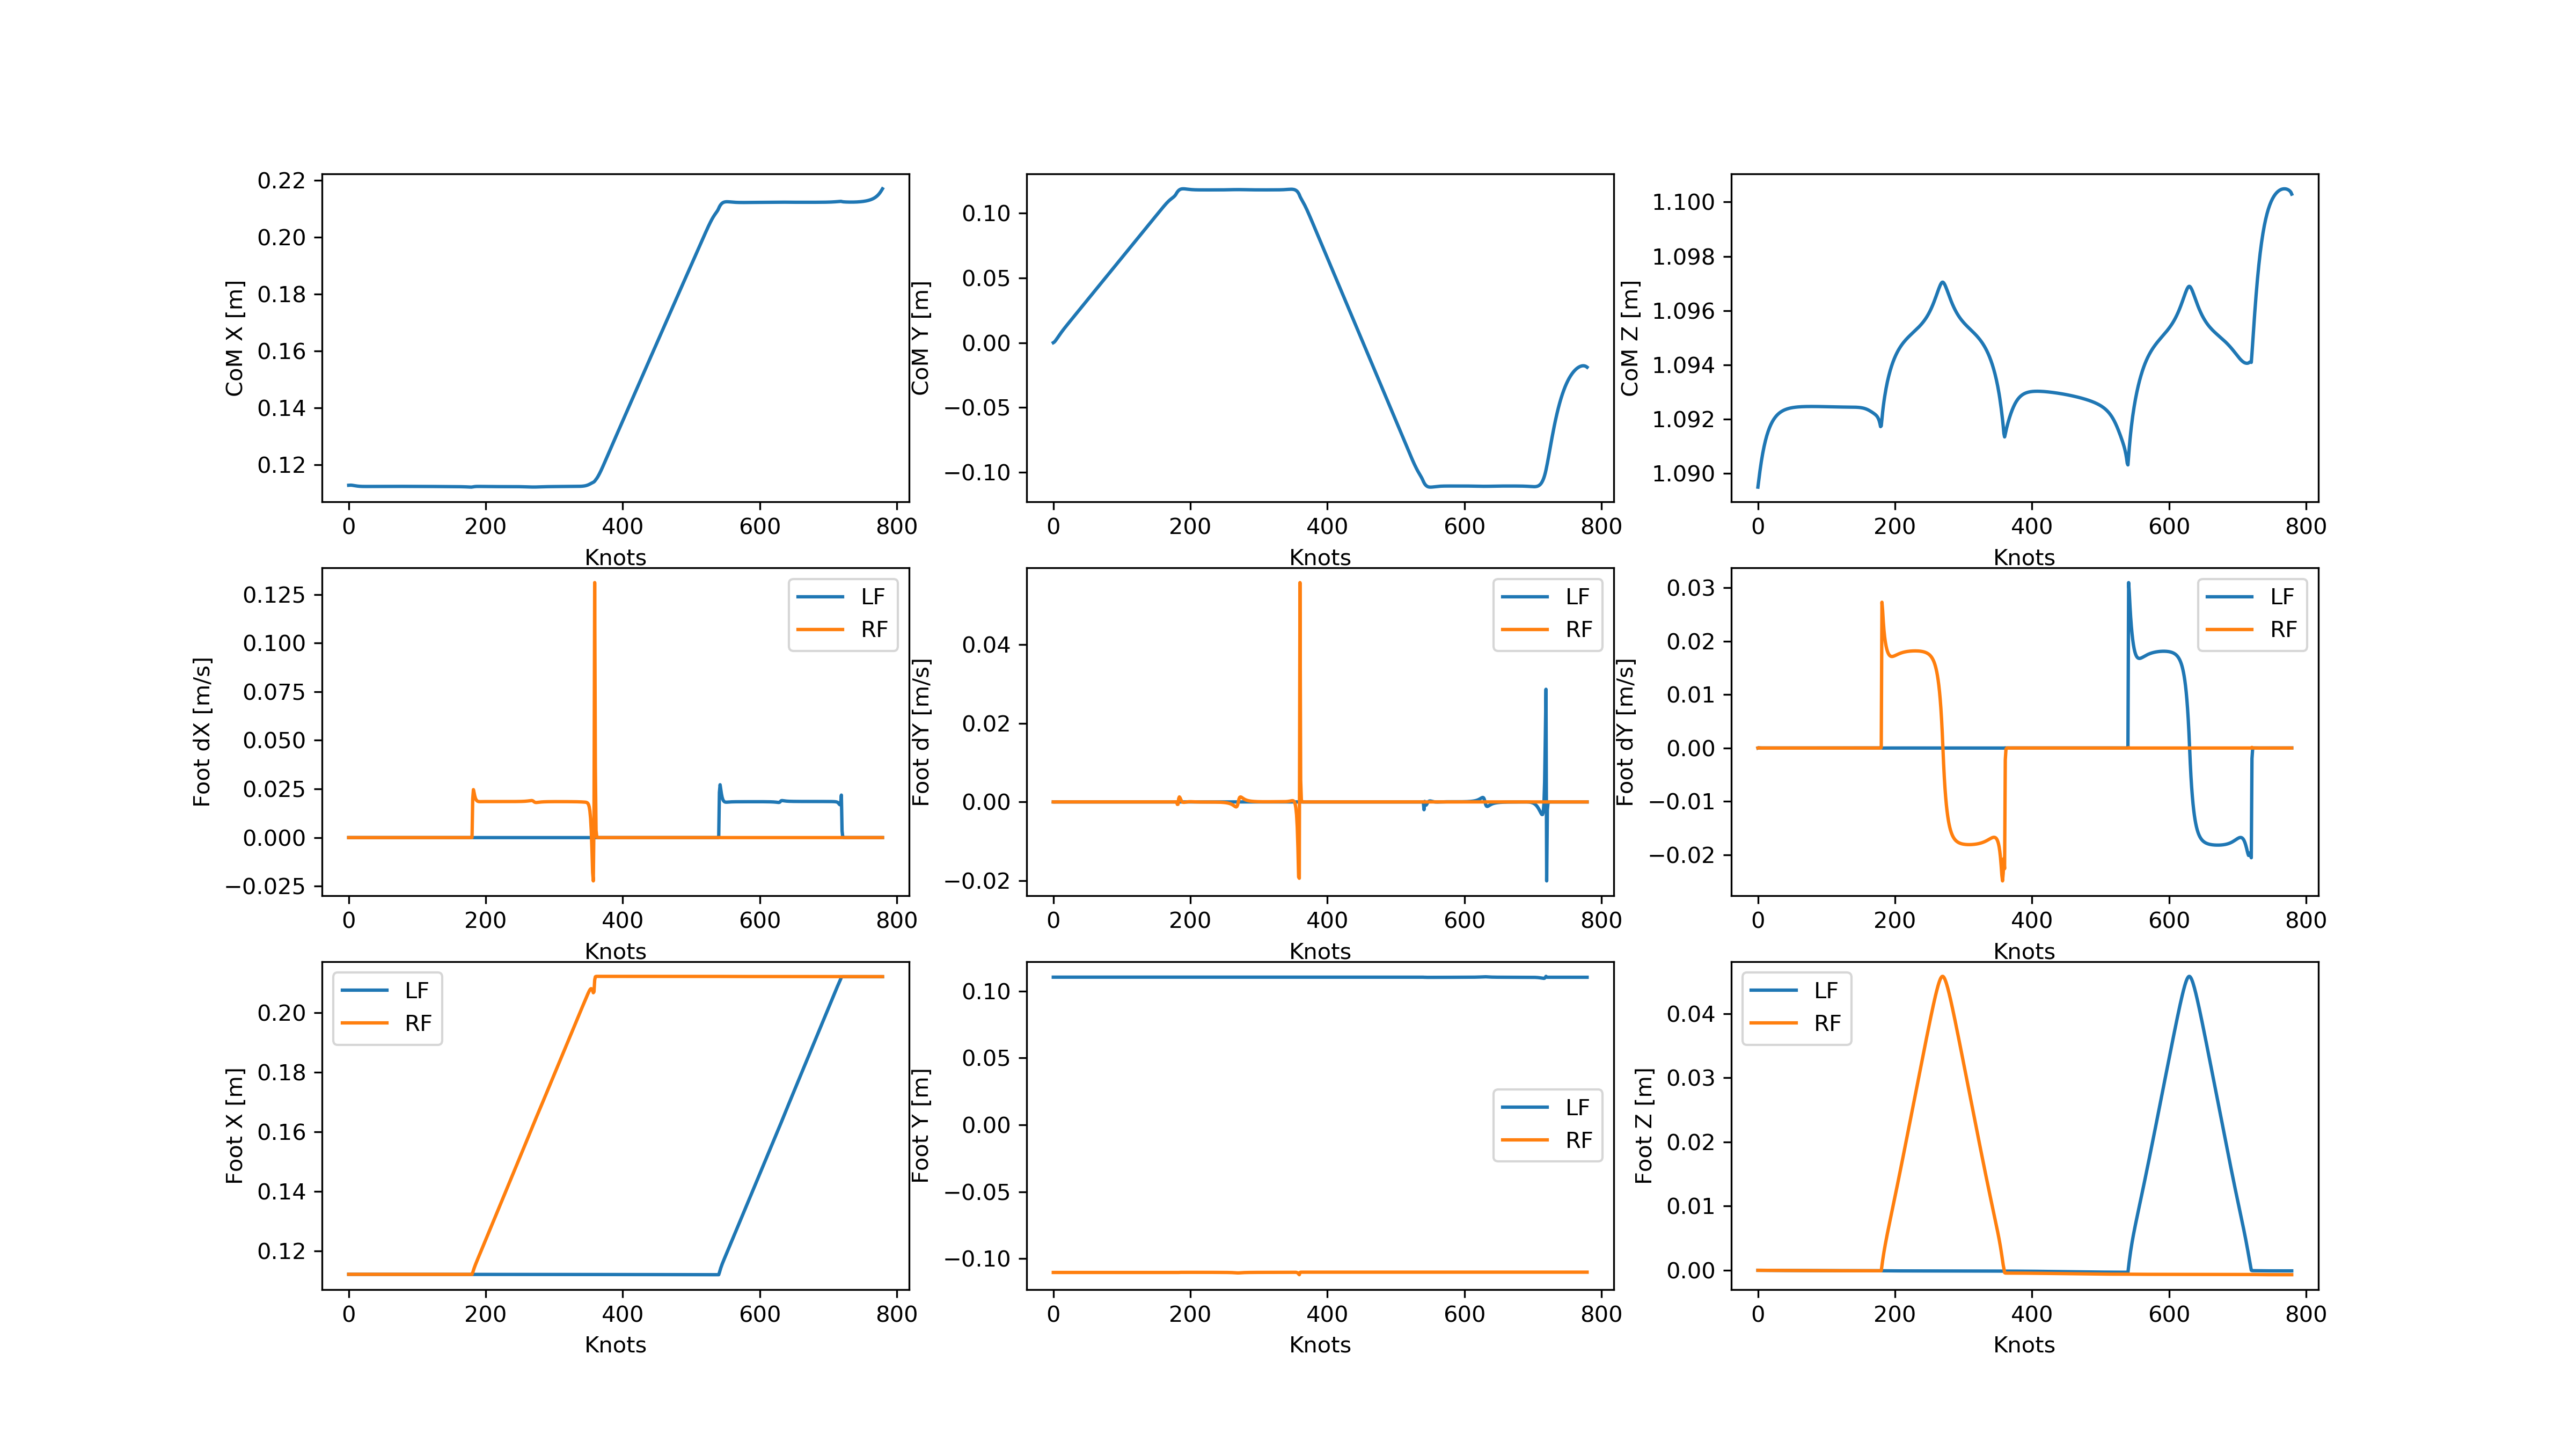 CoM X [m]
0.22
0.20
0.18
0.16
0.14
0.12
0 200 400 600 800
Knots
CoM Y [m]
0.10
0.05
0.00
−0.05
−0.10
0 200 400 600 800
Knots
CoM Z [m]
1.100
1.098
1.096
1.094
1.092
1.090
0 200 400 600 800
Knots
Foot dX [m/s]
0.125
0.100
0.075
0.050
0.025
0.000
−0.025
LF
RF
0 200 400 600 800
Knots
Foot dY [m/s]
0.04
0.02
0.00
−0.02
LF
RF
0 200 400 600 800
Knots
Foot dY [m/s]
0.03
0.02
0.01
0.00
−0.01
−0.02
LF
RF
0 200 400 600 800
Knots
Foot X [m]
0.20
0.18
0.16
0.14
0.12
LF
RF
0 200 400 600 800
Knots
Foot Y [m]
0.10
0.05
0.00
−0.05
−0.10
LF
RF
0 200 400 600 800
Knots
Foot Z [m]
0.04
0.03
0.02
0.01
0.00
LF
RF
0 200 400 600 800
Knots